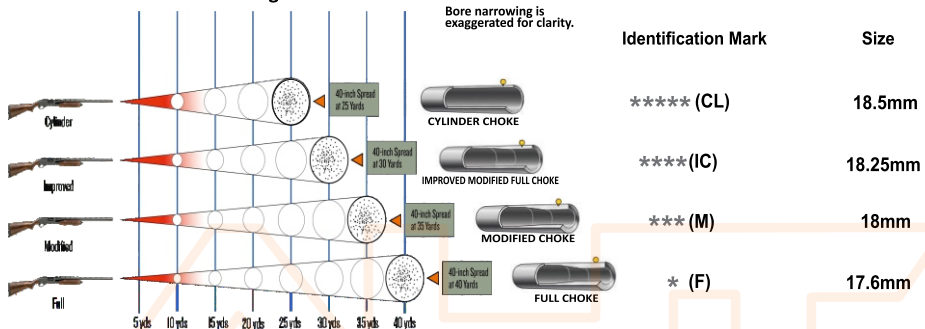 Bore narrowing is
exaggerated for clarity.
Identification Mark
Size
40-inch Spread
at 25 Yards
Cylinder
CYLINDER CHOKE
***** (CL)
18.5mm
40-inch Spread
at 30 Yards
Improved
IMPROVED MODIFIED FULL CHOKE
**** (IC)
18.25mm
40-inch Spread
at 35 Yards
Modified
MODIFIED CHOKE
*** (M)
18mm
40-inch Spread
at 40 Yards
Full
FULL CHOKE
* (F)
17.6mm
5 yds 10 yds 15 yds 20 yds 25 yds 30 yds 35 yds 40 yds